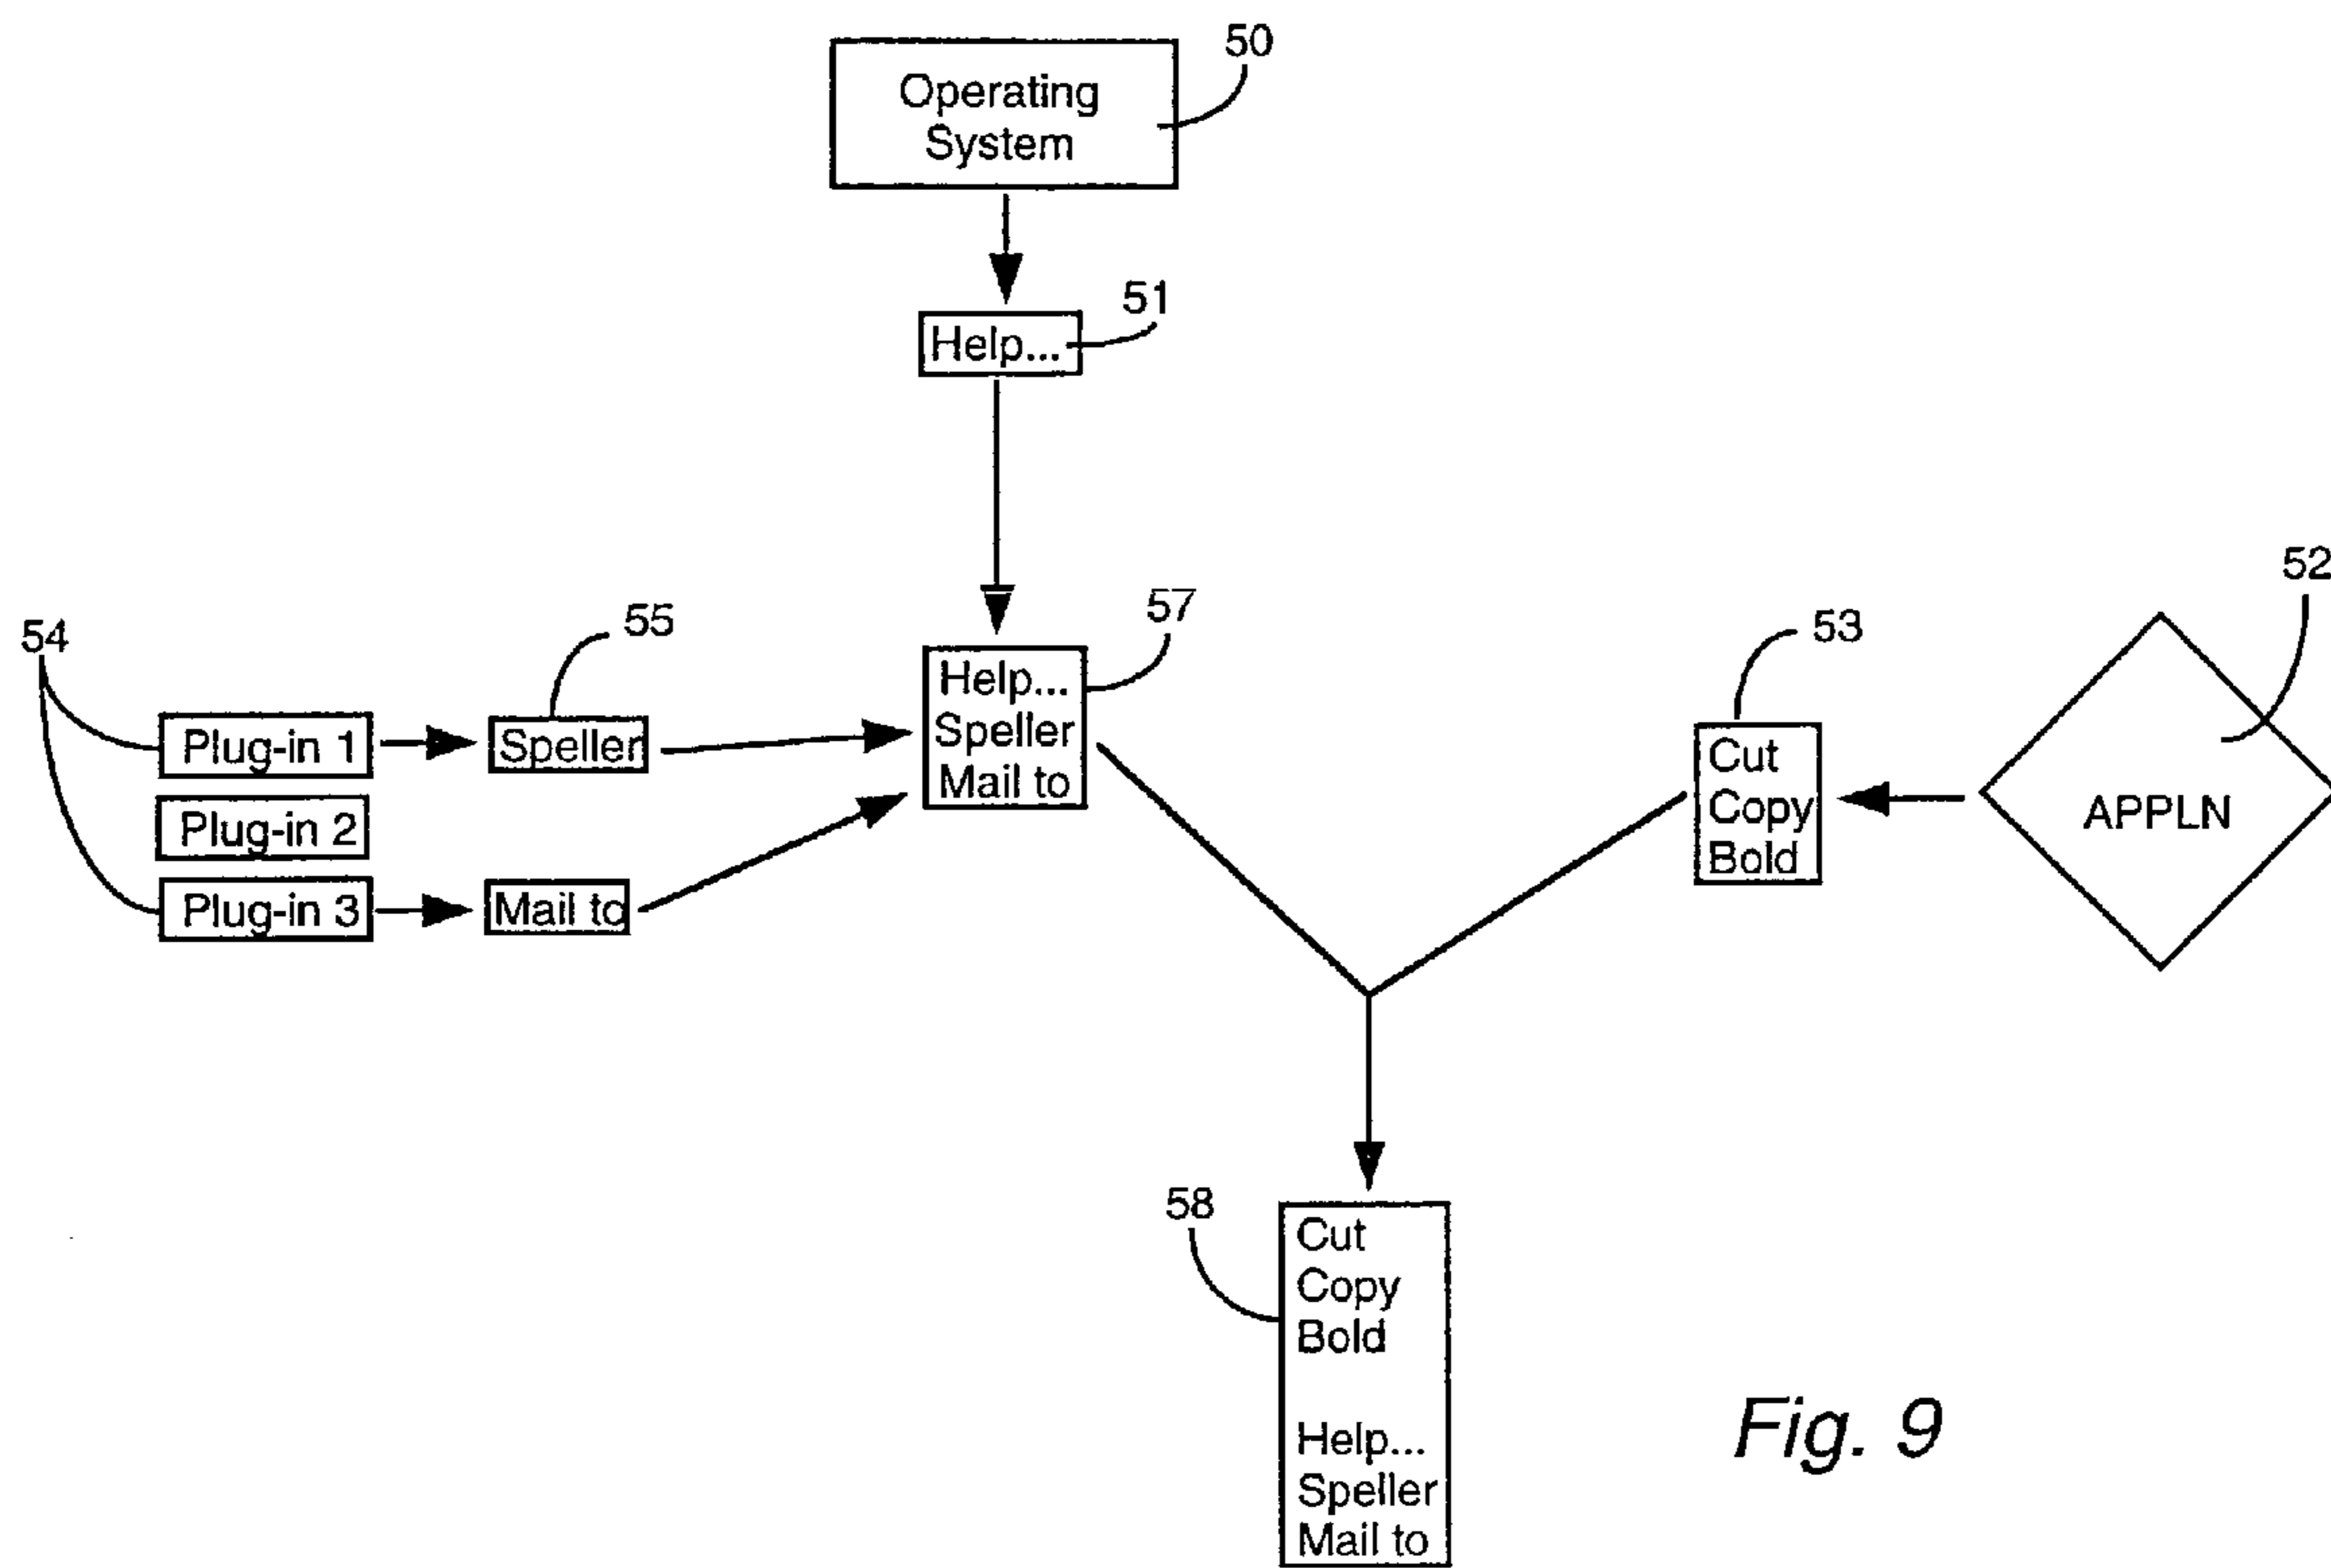 50
Operating
System
51
Help...
52
57
55
53
54
Help...
Speller
Mail to
Plug-in 1
Speller
Cut
Copy
Bold
APPLN
Plug-in 2
Plug-in 3
Mail to
58
Cut
Copy
Bold
Help...
Speller
Mail to
Fig. 9